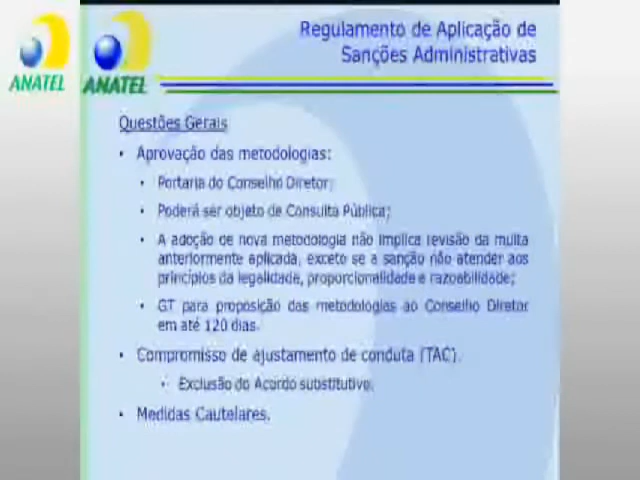 Regulamento de Aplicação de
Sanções Administrativas
ANATEL
ANATEL
Questões Gerais
• Aprovação das metodologias:
• Portaria do Conselho Diretor;
• Poderá ser objeto de Consulta Pública;
• A adoção de nova metodologia não implica revisão da multa
anteriormente aplicada, exceto se a sanção não atender aos
princípios da legalidade, proporcionalidade e razoabilidade;
• GT para proposição das metodologias ao Conselho Diretor
em até 120 dias.
• Compromisso de ajustamento de conduta (TAC).
• Exclusão do Acordo substitutivo.
• Medidas Cautelares.